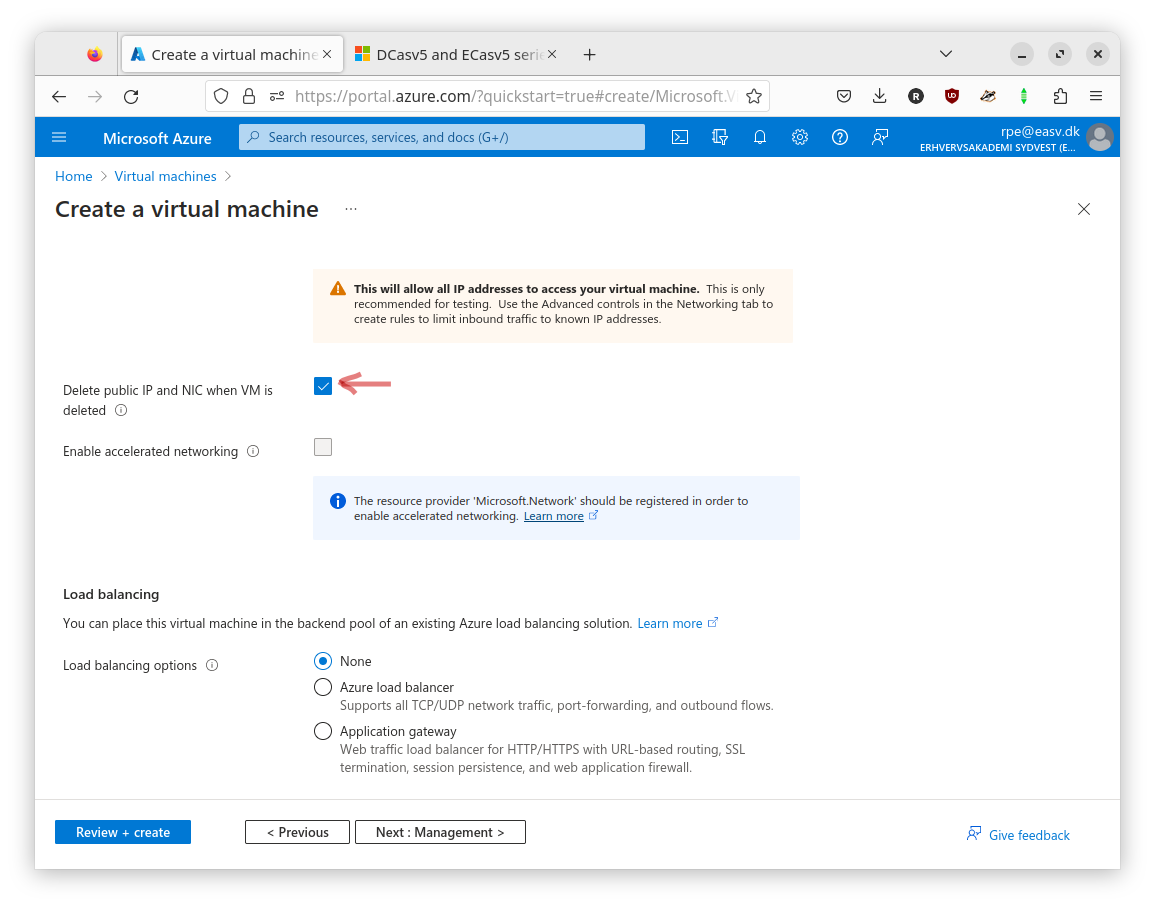 Create a virtual machine
DCasv5 and ECasv5 serie
https://portal.azure.com/?quickstart=true#create/Microsoft.V
R
Microsoft Azure
Search resources, services, and docs (G+/)
rpe@easv.dk
ERHVERVSAKADEMI SYDVEST (E...
Home > Virtual machines >
Create a virtual machine ...
This will allow all IP addresses to access your virtual machine. This is only
recommended for testing. Use the Advanced controls in the Networking tab to
create rules to limit inbound traffic to known IP addresses.
Delete public IP and NIC when VM is
deleted
Enable accelerated networking
The resource provider 'Microsoft.Network' should be registered in order to
enable accelerated networking. Learn more
Load balancing
You can place this virtual machine in the backend pool of an existing Azure load balancing solution. Learn more
Load balancing options
None
Azure load balancer
Supports all TCP/UDP network traffic, port-forwarding, and outbound flows.
Application gateway
Web traffic load balancer for HTTP/HTTPS with URL-based routing, SSL
termination, session persistence, and web application firewall.
Review + create
< Previous
Next : Management >
Give feedback